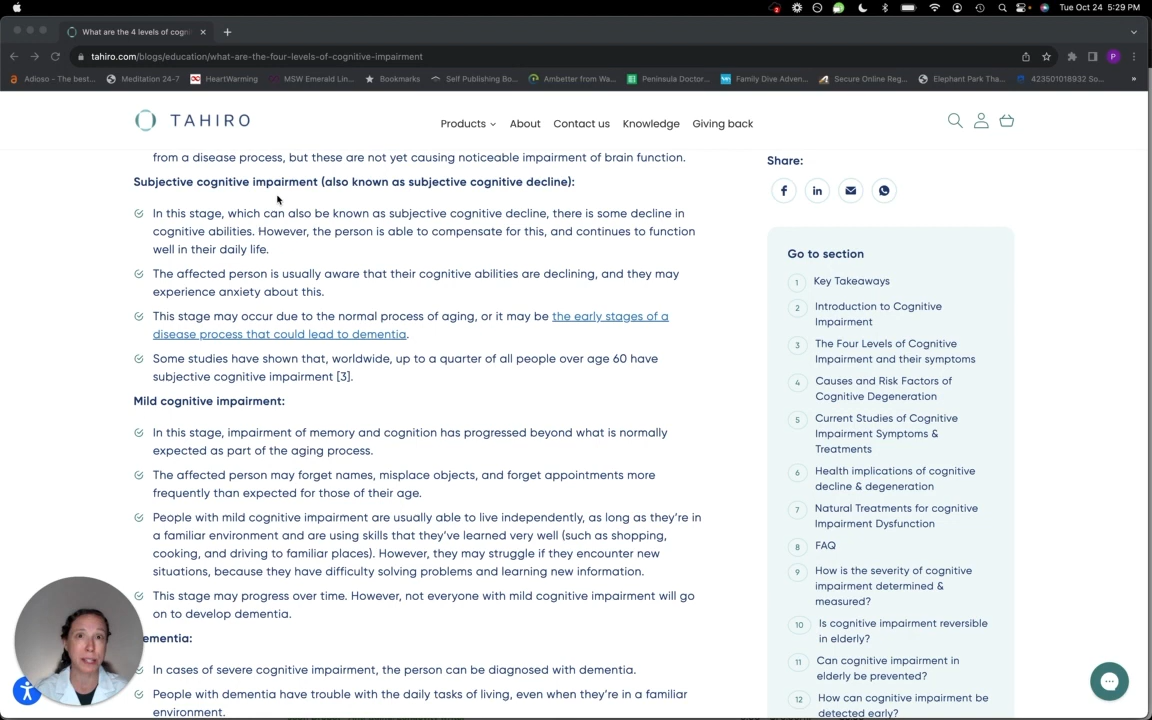 Tue Oct 24 5:29 PM
What are the 4 levels of cogni
tahiro.com/blogs/education/what-are-the-four-levels-of-cognitive-impairment
P
Adioso - The best...
Meditation 24-7
HeartWarming
MSW Emerald Lin...
Bookmarks
Self Publishing Bo...
Ambetter from Wa...
Peninsula Doctor...
Family Dive Adven...
Secure Online Reg...
Elephant Park Tha...
423501018932 So...
»
TAHIRO
Products
About
Contact us
Knowledge
Giving back
from a disease process, but these are not yet causing noticeable impairment of brain function.
Subjective cognitive impairment (also known as subjective cognitive decline):
In this stage, which can also be known as subjective cognitive decline, there is some decline in
cognitive abilities. However, the person is able to compensate for this, and continues to function
well in their daily life.
The affected person is usually aware that their cognitive abilities are declining, and they may
experience anxiety about this.
This stage may occur due to the normal process of aging, or it may be the early stages of a
disease process that could lead to dementia.
Some studies have shown that, worldwide, up to a quarter of all people over age 60 have
subjective cognitive impairment [3].
Mild cognitive impairment:
In this stage, impairment of memory and cognition has progressed beyond what is normally
expected as part of the aging process.
The affected person may forget names, misplace objects, and forget appointments more
frequently than expected for those of their age.
People with mild cognitive impairment are usually able to live independently, as long as they're in
a familiar environment and are using skills that they've learned very well (such as shopping,
cooking, and driving to familiar places). However, they may struggle if they encounter new
situations, because they have difficulty solving problems and learning new information.
This stage may progress over time. However, not everyone with mild cognitive impairment will go
on to develop dementia.
ementia:
In cases of severe cognitive impairment, the person can be diagnosed with dementia.
People with dementia have trouble with the daily tasks of living, even when they're in a familiar
environment.
Share:
Go to section
1 Key Takeaways
2 Introduction to Cognitive
Impairment
3 The Four Levels of Cognitive
Impairment and their symptoms
4 Causes and Risk Factors of
Cognitive Degeneration
5 Current Studies of Cognitive
Impairment Symptoms &
Treatments
6 Health implications of cognitive
decline & degeneration
7 Natural Treatments for cognitive
Impairment Dysfunction
8 FAQ
9 How is the severity of cognitive
impairment determined &
measured?
10 Is cognitive impairment reversible
in elderly?
11 Can cognitive impairment in
elderly be prevented?
12 How can cognitive impairment be
detected early?